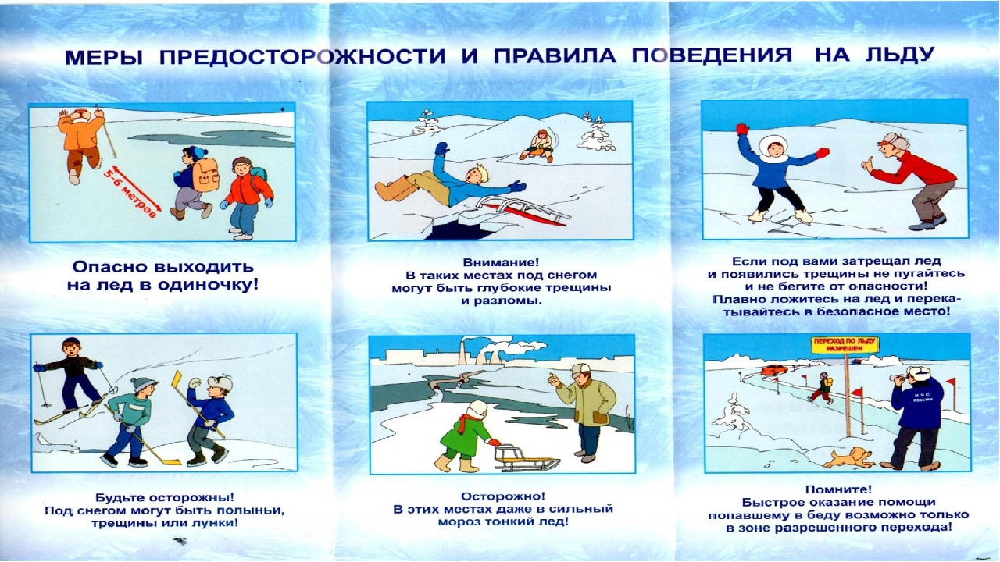 МЕРЫ ПРЕДОСТОРОЖНОСТИ И ПРАВИЛА ПОВЕДЕНИЯ НА ЛЬДУ
5-6 метров
Опасно выходить
на лед в одиночку!
Внимание!
В таких местах под снегом
могут быть глубокие трещины
и разломы.
Если под вами затрещал лед
и появились трещины не пугайтесь
и не бегите от опасности!
Плавно ложитесь на лед и перека-
тывайтесь в безопасное место!
Будьте осторожны!
Под снегом могут быть полыньи,
трещины или лунки!
Осторожно!
В этих местах даже в сильный
мороз тонкий лед!
ПЕРЕХОД ПО ЛЬДУ
РАЗРЕШЕН
МЧС
РОССИИ
Помните!
Быстрое оказание помощи
попавшему в беду возможно только
в зоне разрешенного перехода!